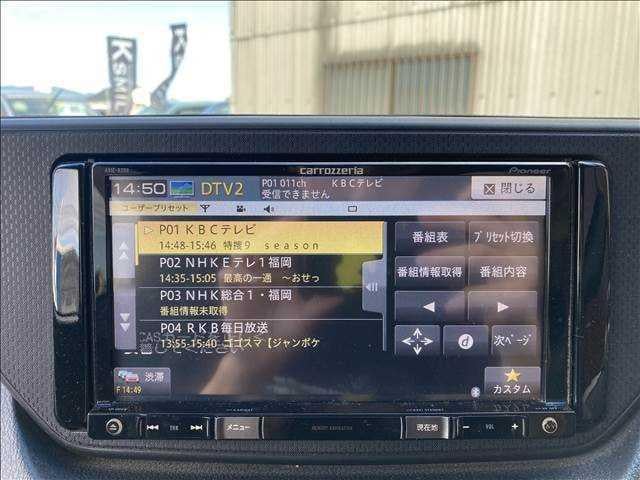 KSMILE
carrozzeria
Pioneer
14:50 DTV2 P01 011ch KBCテレビ
受信できません
閉じる
ユーザープリセット
P01 KBCテレビ
14:48-15:46 特捜9 season
P02 NHKEテレ1福岡
14:35-15:05 最高の一通 ～おせっ
P03 NHK総合1・福岡
番組情報未取得
P04 RKB毎日放送
13:55-15:40 ゴゴスマ【ジャンポケ
番組表
プリセット切換
番組情報取得
番組内容
d
次ページ
渋滞
F 14:49
カスタム
メニュー
現在地
VOL